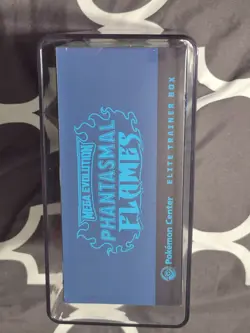 MEGA EVOLUTION
PHANTASMAL
FLAMES
Pokémon Center
ELITE TRAINER BOX